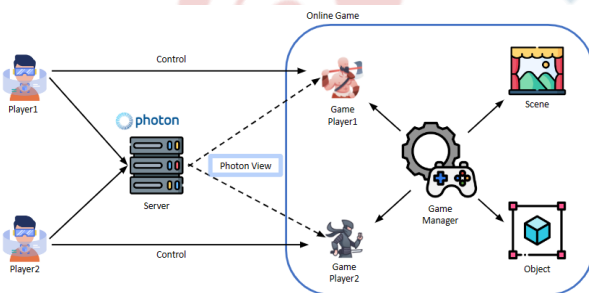 Online Game
Control
Player1
photon
Game
Player1
Scene
Photon View
Server
Game
Manager
Control
Player2
Game
Player2
Object